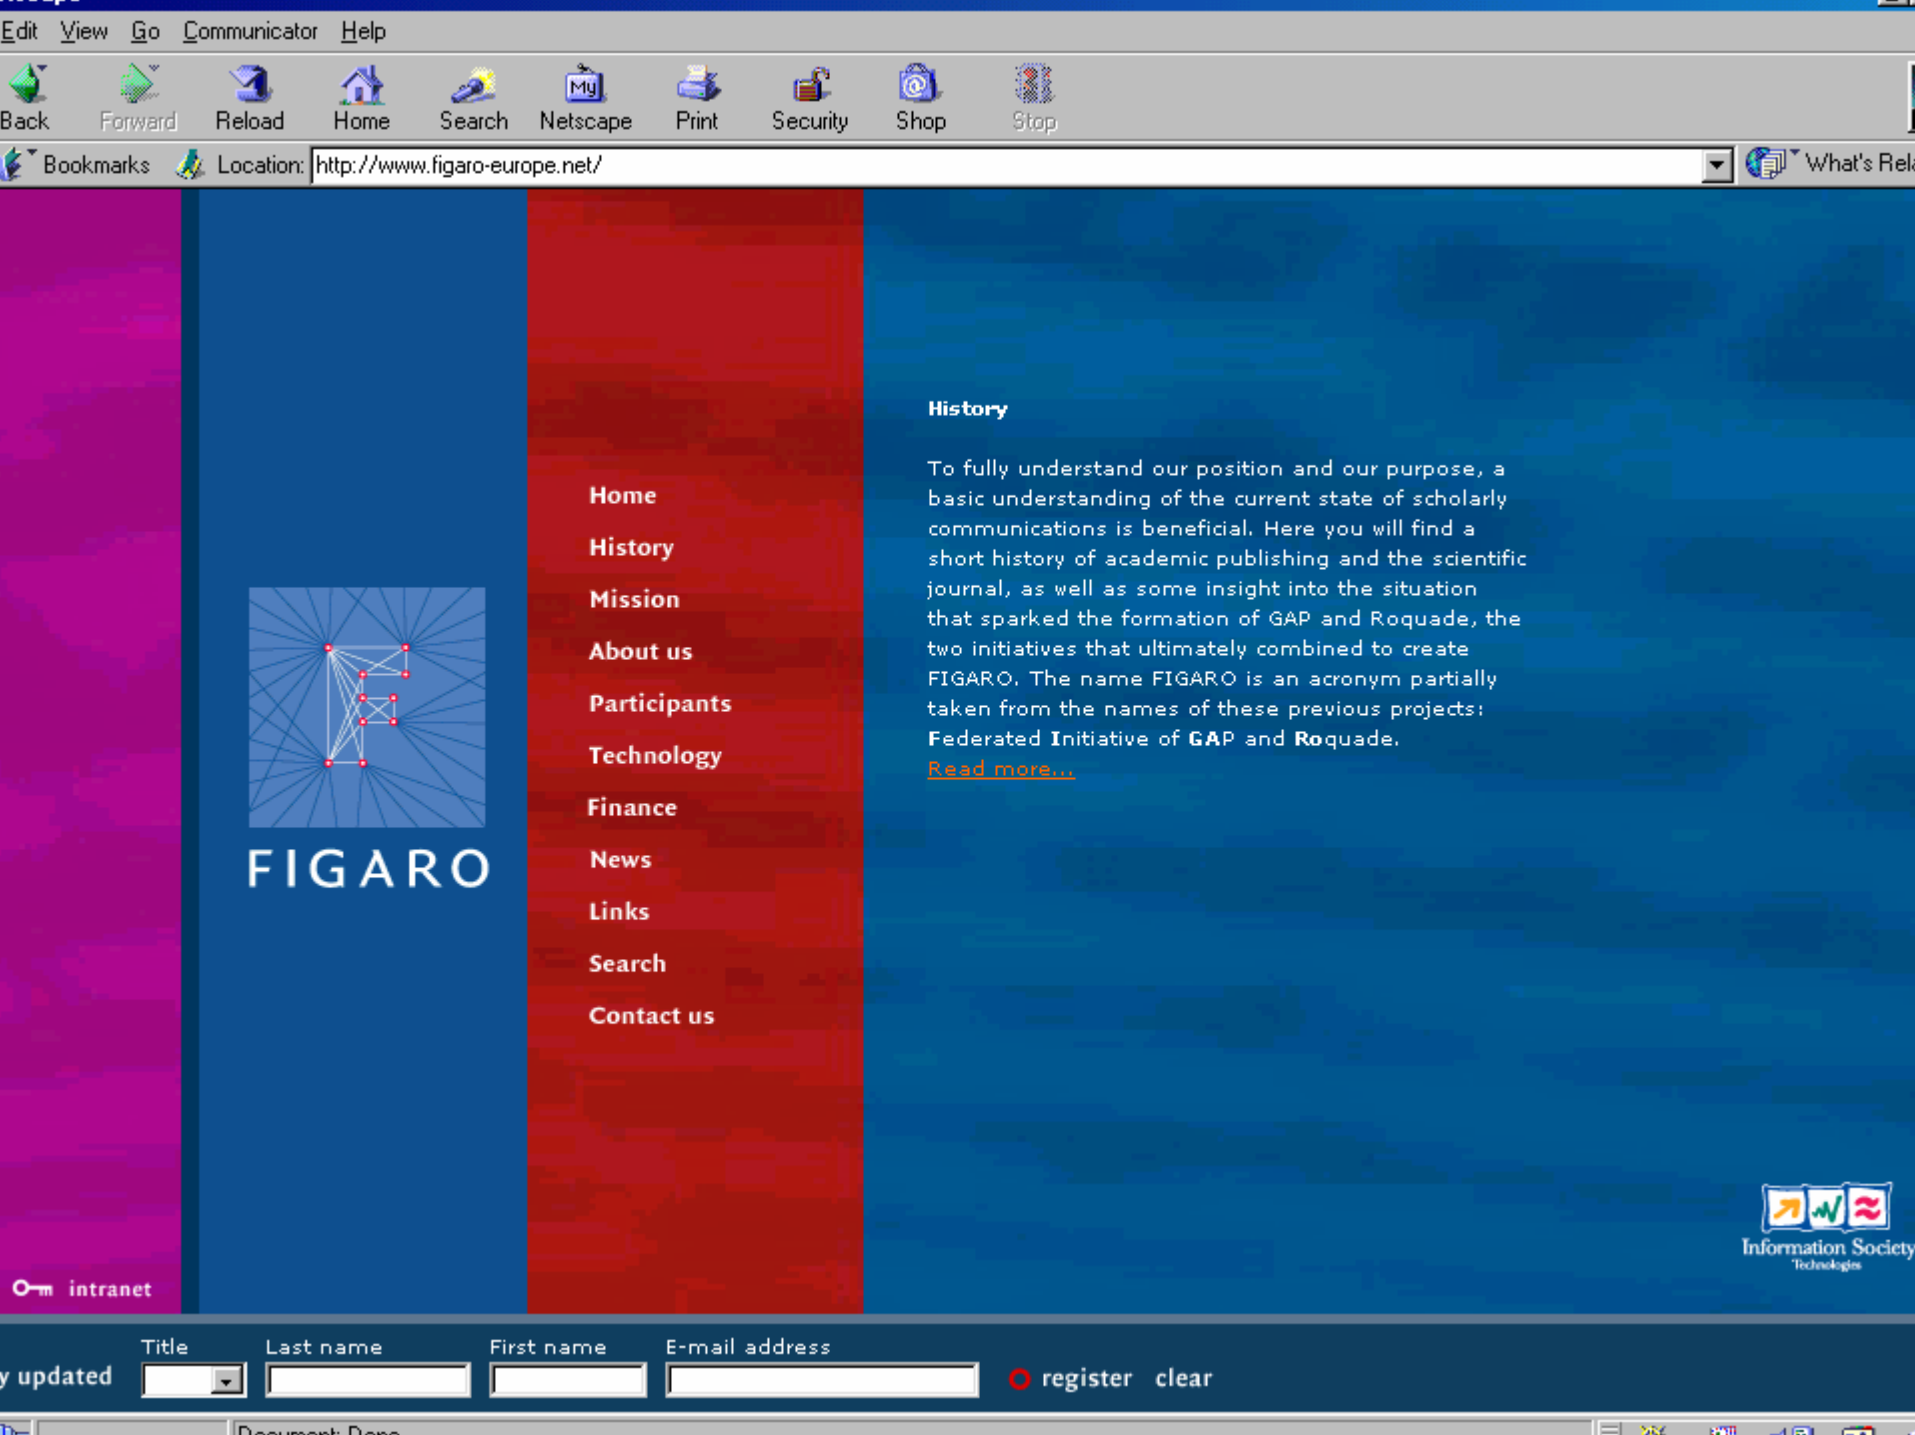 Edit View Go Communicator Help
Back Forward Reload Home Search Netscape Print Security Shop Stop
My
Bookmarks Location: http://www.figaro-europe.net/ What's
History
To fully understand our position and our purpose, a
basic understanding of the current state of scholarly
communications is beneficial. Here you will find a
short history of academic publishing and the scientific
journal, as well as some insight into the situation
that sparked the formation of GAP and Roquade, the
two initiatives that ultimately combined to create
FIGARO. The name FIGARO is an acronym partially
taken from the names of these previous projects:
Federated Initiative of GAP and Roquade.
Read more...
Home
History
Mission
About us
Participants
Technology
Finance
News
Links
Search
Contact us
FIGARO
Information Society
Technologies
intranet
Title Last name First name E-mail address
updated
register clear
Document: Done